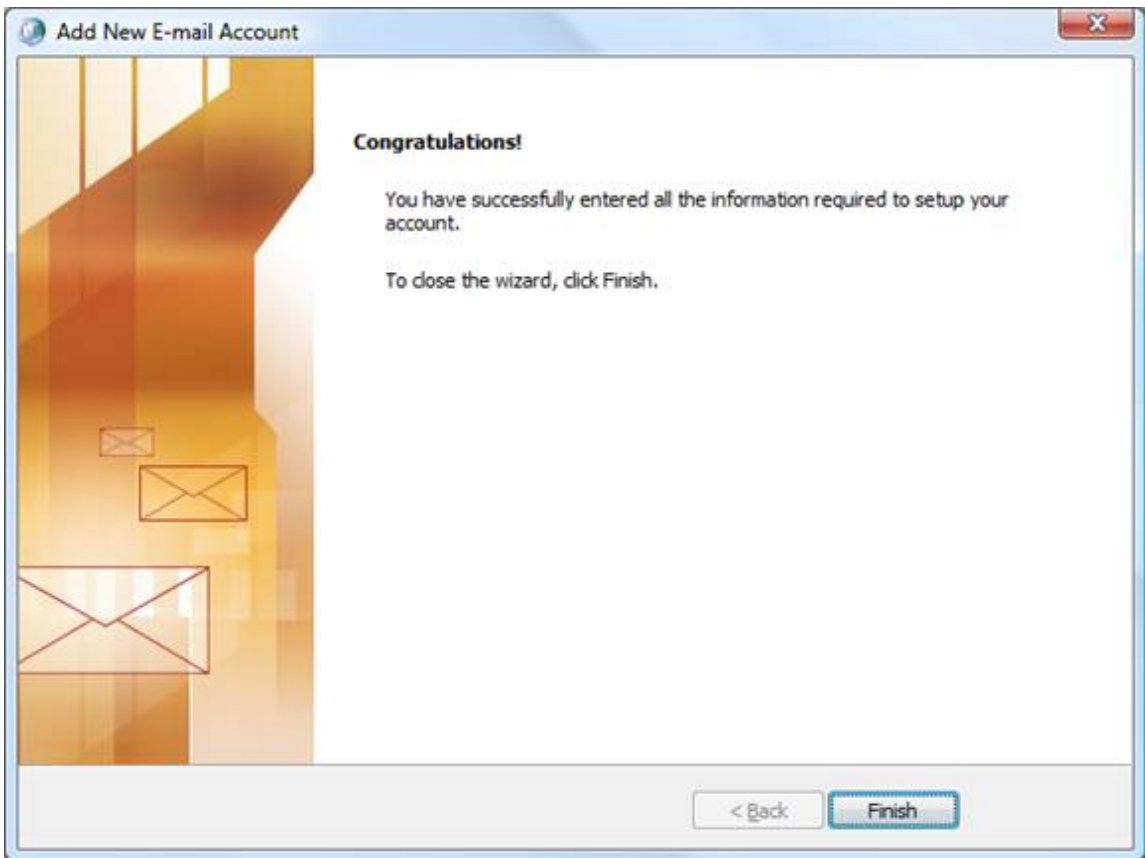 Add New E-mail Account
Congratulations!
You have successfully entered all the information required to setup your
account.
To close the wizard, click Finish.
< Back
Finish